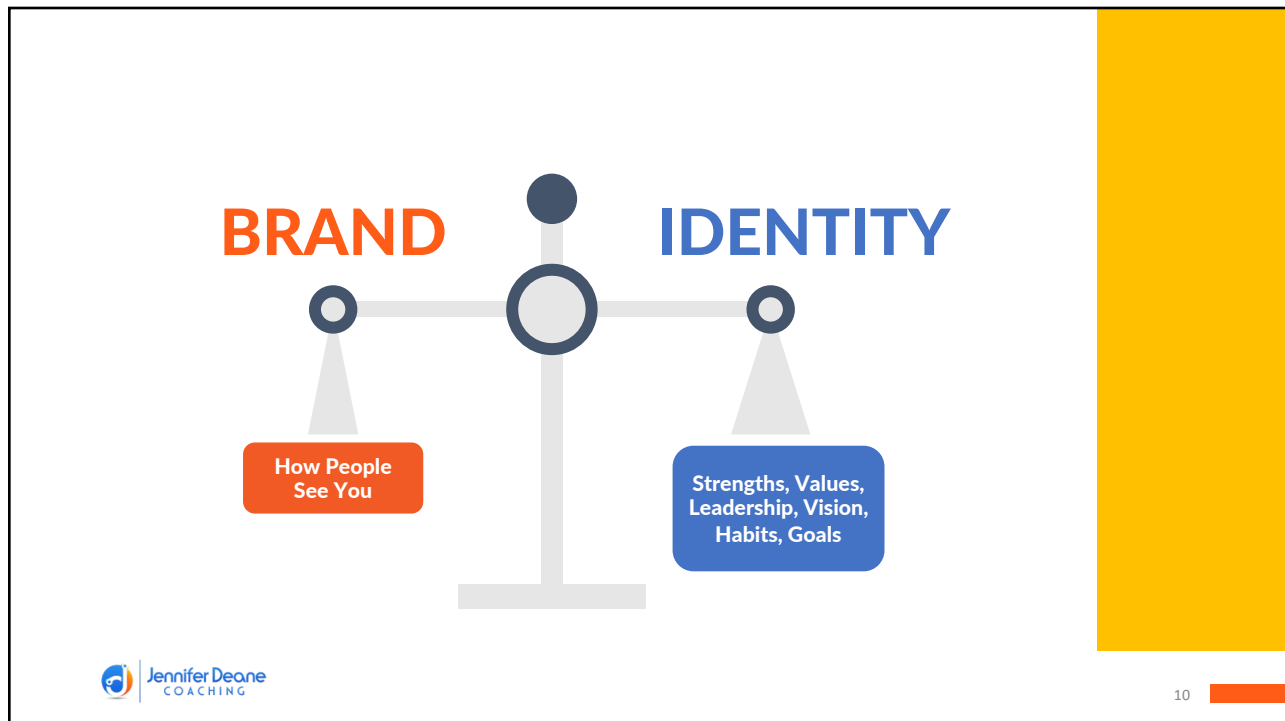 BRAND
IDENTITY
How People
See You
Strengths, Values,
Leadership, Vision,
Habits, Goals
Jennifer Deane
COACHING
10